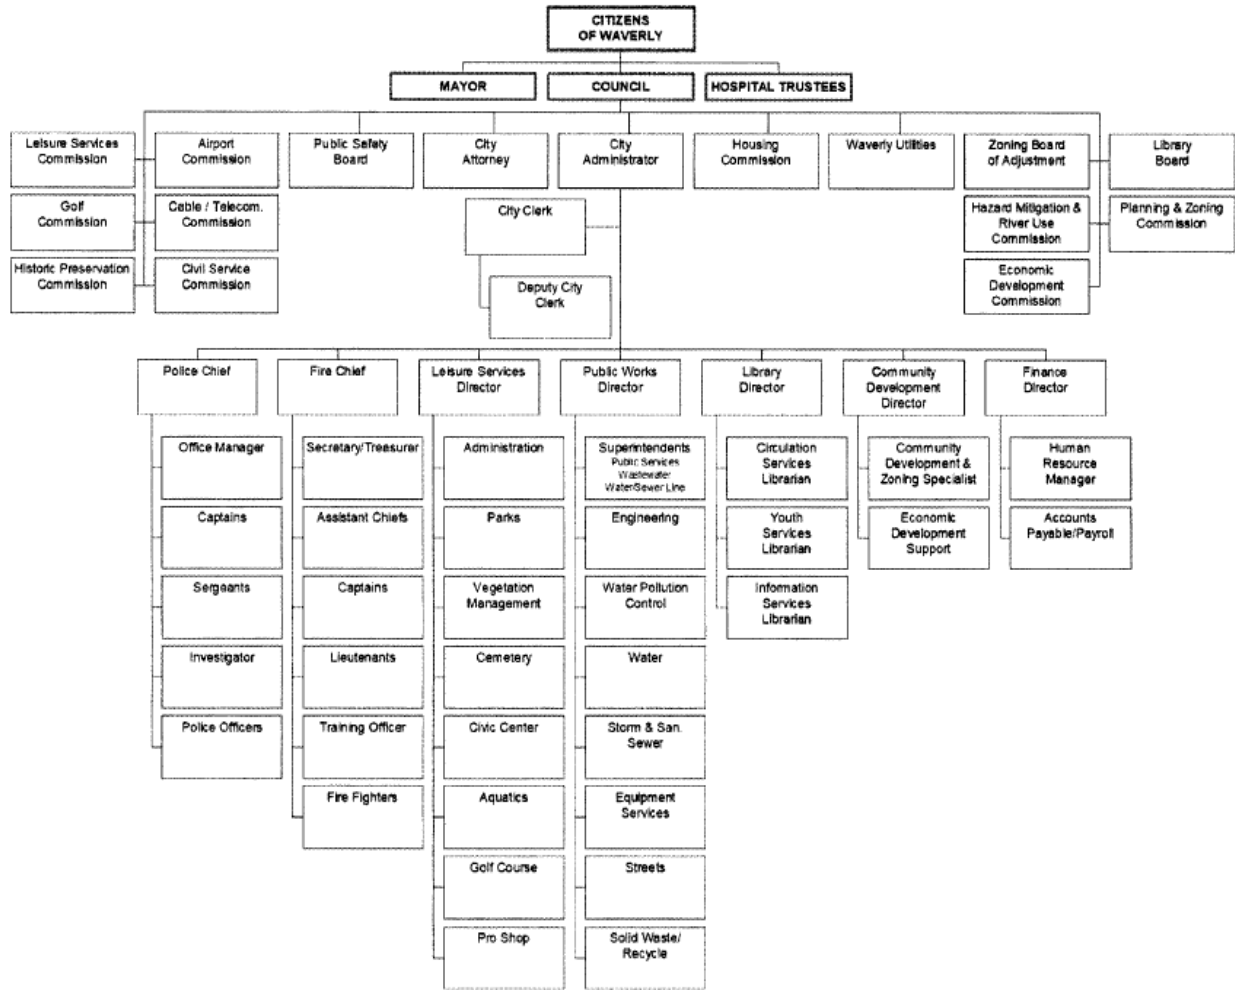 CITIZENS
OF WAVERLY
MAYOR
COUNCIL
HOSPITAL TRUSTEES
Leisure Services
Commission
Airport
Commission
Public Safety
Board
City
Attorney
City
Administrator
Housing
Commission
Waverly Utilities
Zoning Board
of Adjustment
Library
Board
Golf
Commission
Cable / Telecom.
Commission
City Clerk
Hazard Mitigation &
River Use
Commission
Planning & Zoning
Commission
Historic Preservation
Commission
Civil Service
Commission
Deputy City
Clerk
Economic
Development
Commission
Police Chief
Fire Chief
Leisure Services
Director
Public Works
Director
Library
Director
Community
Development
Director
Finance
Director
Office Manager
Secretary/Treasurer
Administration
Superintendents
Public Services
Wastewater
Water/Sewer Line
Circulation
Services
Librarian
Community
Development &
Zoning Specialist
Human
Resource
Manager
Captains
Assistant Chiefs
Parks
Engineering
Youth
Services
Librarian
Economic
Development
Support
Accounts
Payable/Payroll
Sergeants
Captains
Vegetation
Management
Water Pollution
Control
Information
Services
Librarian
Investigator
Lieutenants
Cemetery
Water
Police Officers
Training Officer
Civic Center
Storm & San.
Sewer
Fire Fighters
Aquatics
Equipment
Services
Golf Course
Streets
Pro Shop
Solid Waste/
Recycle